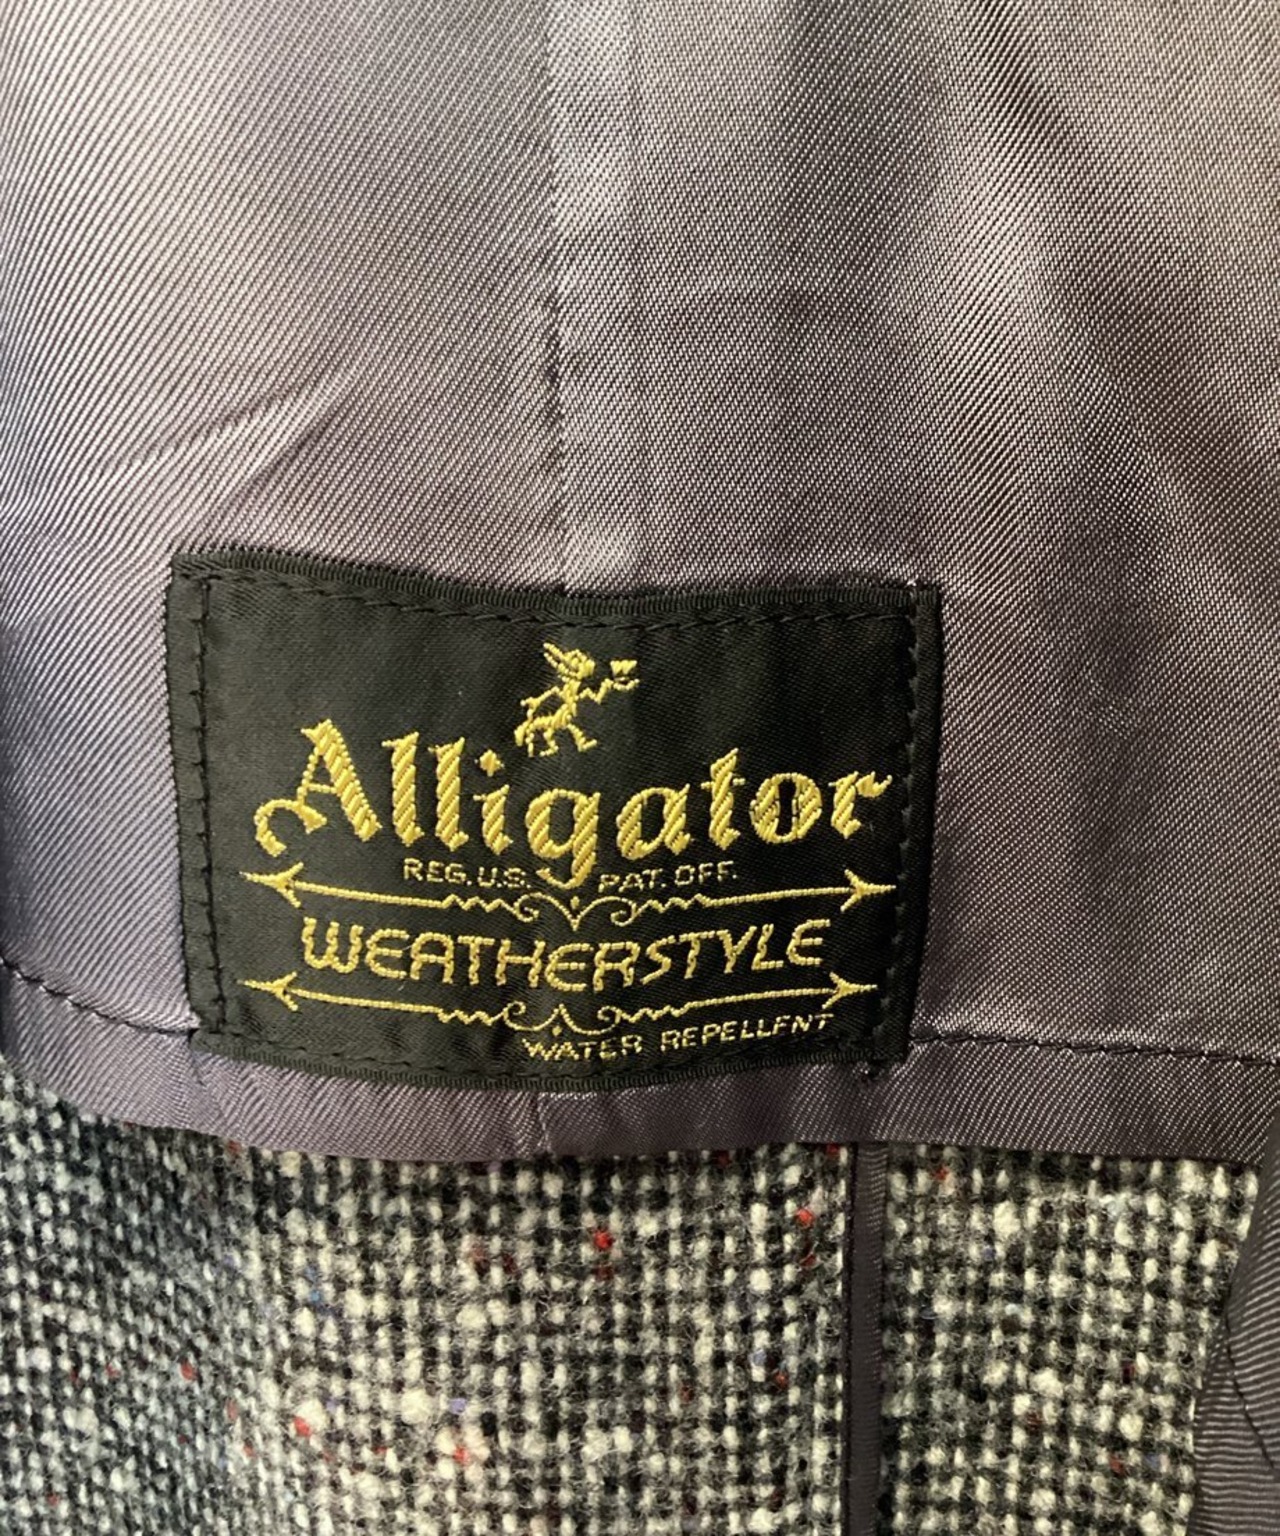 Alligator
REG. U.S. PAT. OFF.
WEATHERSTYLE
WATER REPELLENT